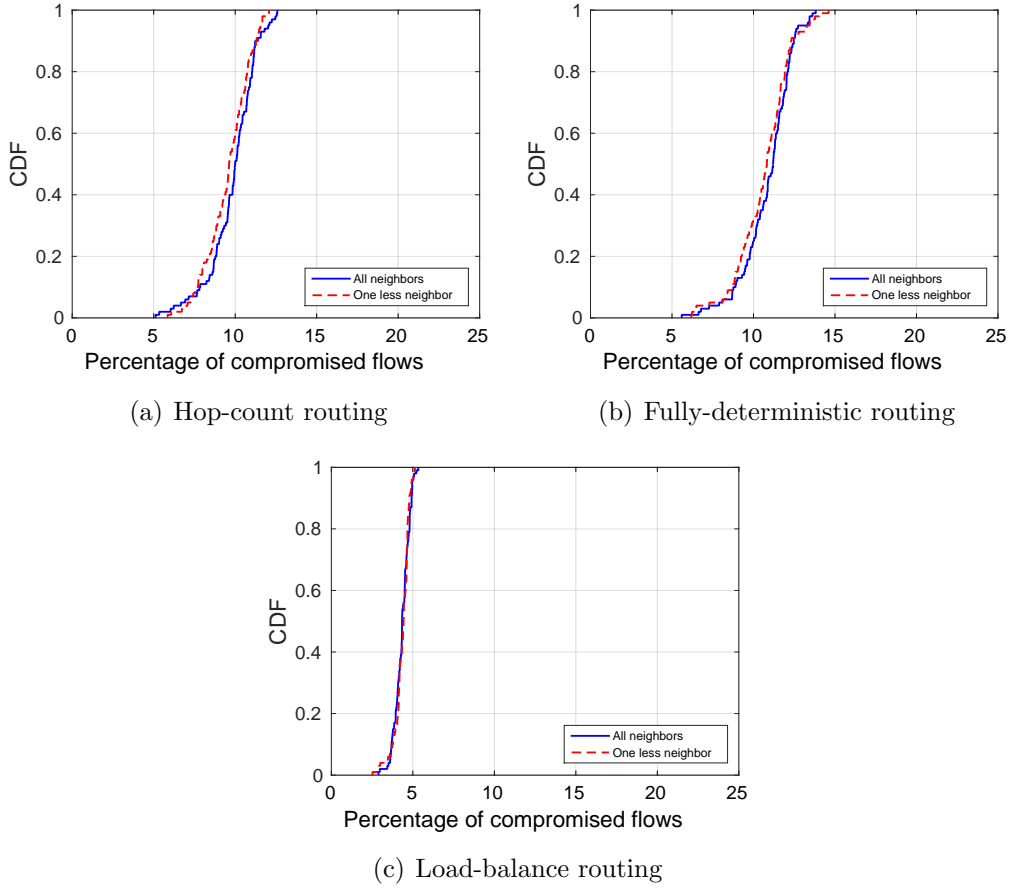 1
0.8
0.6
0.4
0.2
0
CDF
All neighbors
One less neighbor
0 5 10 15 20 25
Percentage of compromised flows
(a) Hop-count routing
1
0.8
0.6
0.4
0.2
0
CDF
All neighbors
One less neighbor
0 5 10 15 20 25
Percentage of compromised flows
(b) Fully-deterministic routing
1
0.8
0.6
0.4
0.2
0
CDF
All neighbors
One less neighbor
0 5 10 15 20 25
Percentage of compromised flows
(c) Load-balance routing